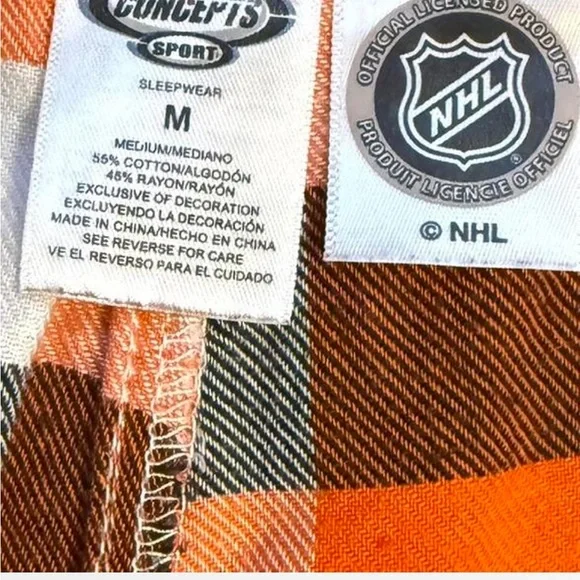 CONCEPTS
SPORT
SLEEPWEAR
M
MEDIUM/MEDIANO
55% COTTON/ALGODÓN
45% RAYON/RAYÓN
EXCLUSIVE OF DECORATION
EXCLUYENDO LA DECORACIÓN
MADE IN CHINA/HECHO EN CHINA
SEE REVERSE FOR CARE
VE EL REVERSO PARA EL CUIDADO
OFFICIAL LICENSED PRODUCT
NHL
®
PRODUIT LICENCIE OFFICIEL
© NHL